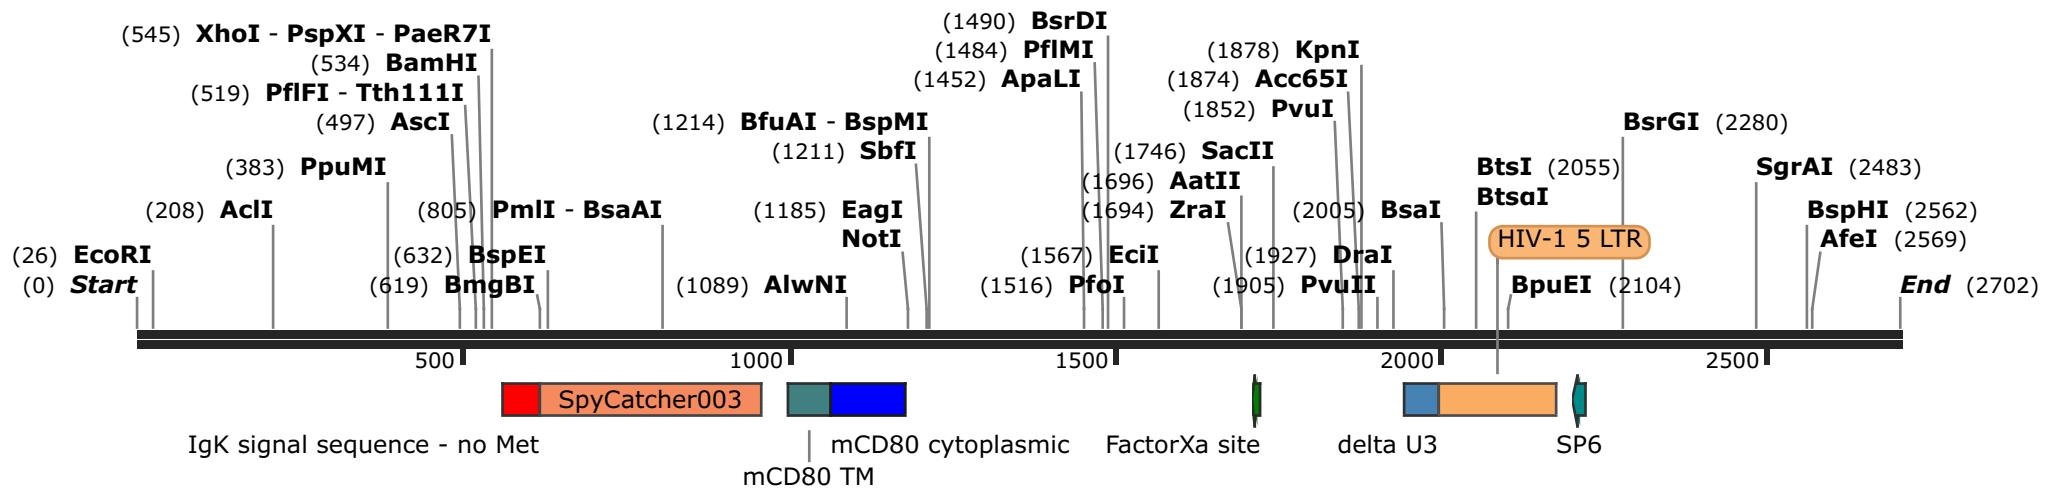 (1490) BsrDI
(545) XhoI - PspXI - PaeR7I
(1484) PflMI
(1878) KpnI
(534) BamHI
(1452) ApaLI
(1874) Acc65I
(519) PflFI - Tth111I
(1852) PvuI
(497) AscI
(1214) BfuAI - BspMI
BsrGI (2280)
(1211) SbfI
(1746) SacII
(383) PpuMI
BtsI (2055)
SgrAI (2483)
(1696) AatII
BtsαI
(208) AclI
(805) PmlI - BsaAI
(1185) EagI
(1694) ZraI
(2005) BsaI
BspHI (2562)
NotI
HIV-1 5 LTR
AfeI (2569)
(26) EcoRI
(632) BspEI
(1567) EciI
(1927) DraI
(0) Start
(619) BmgBI
(1089) AlwNI
(1516) PfoI
(1905) PvuII
BpuEI (2104)
End (2702)
500
1000
1500
2000
2500
SpyCatcher003
IgK signal sequence - no Met
mCD80 cytoplasmic
FactorXa site
delta U3
SP6
mCD80 TM